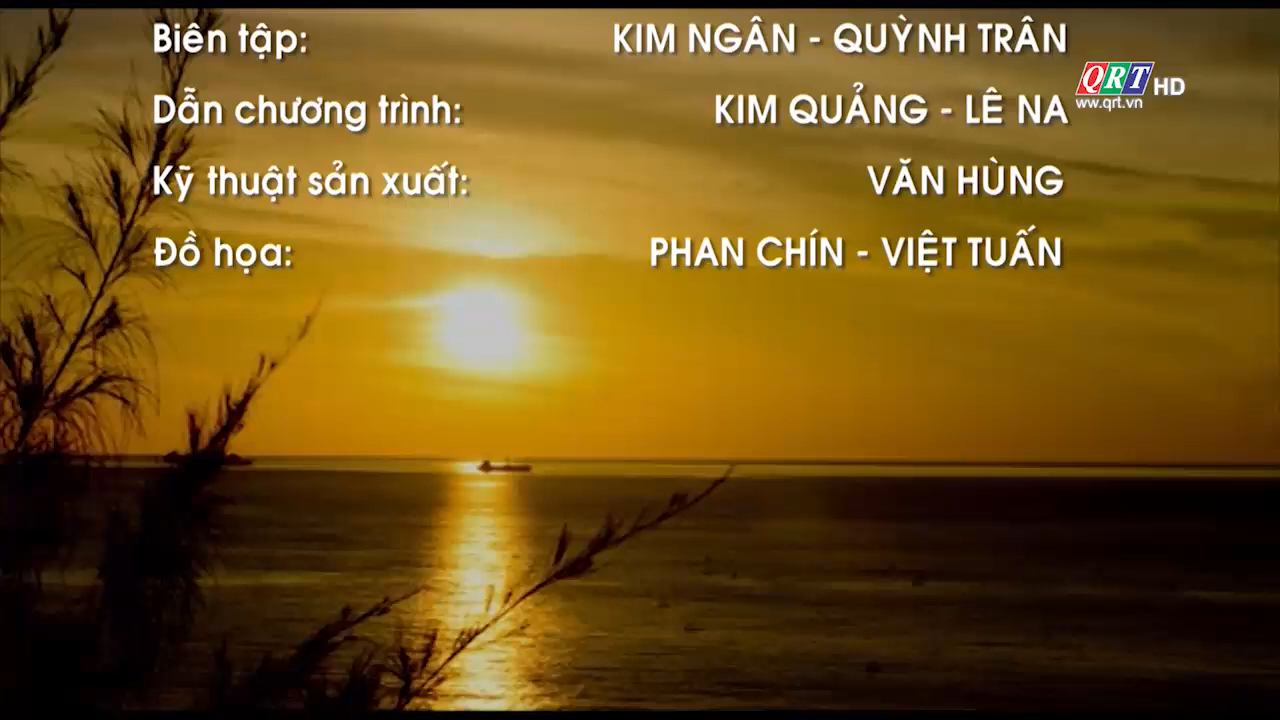 Biên tập: KIM NGÂN - QUỲNH TRÂN
QRT HD
www.qrt.vn
Dẫn chương trình: KIM QUẢNG - LÊ NA
Kỹ thuật sản xuất: VĂN HÙNG
Đồ họa: PHAN CHÍN - VIỆT TUẤN